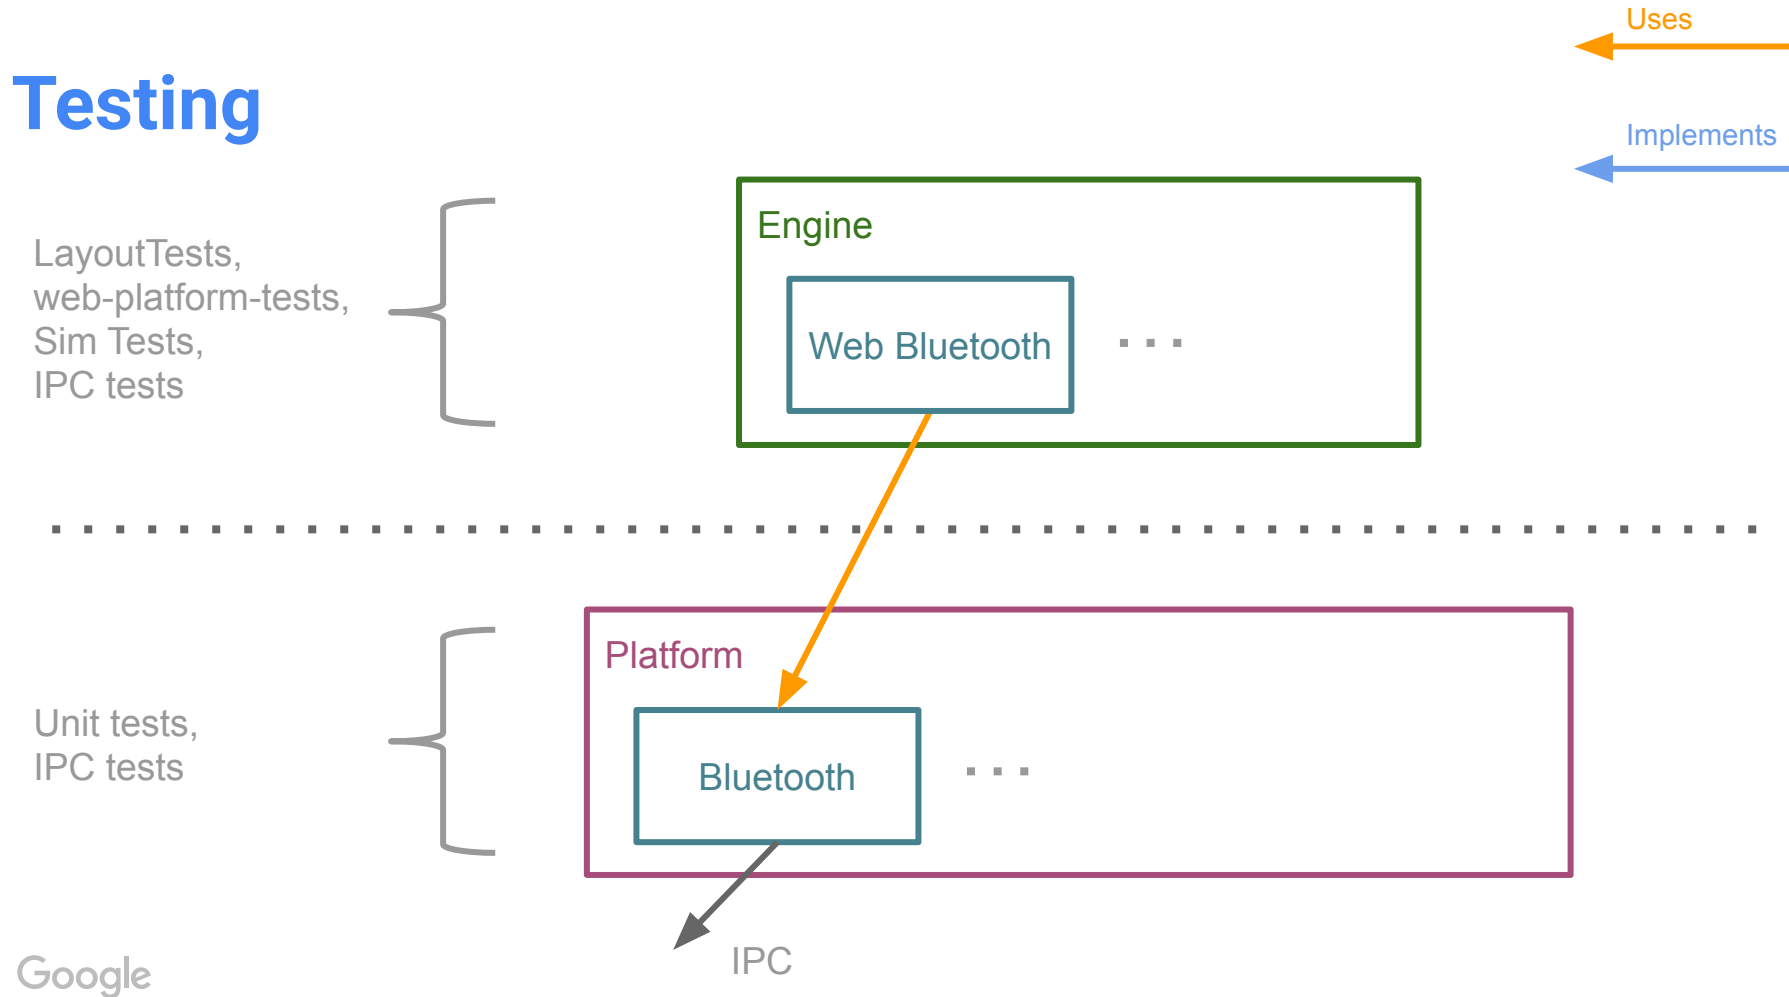 Uses
Testing
Implements
Engine
LayoutTests,
web-platform-tests,
Sim Tests,
IPC tests
Web Bluetooth
...
Platform
Unit tests,
IPC tests
Bluetooth
...
IPC
Google